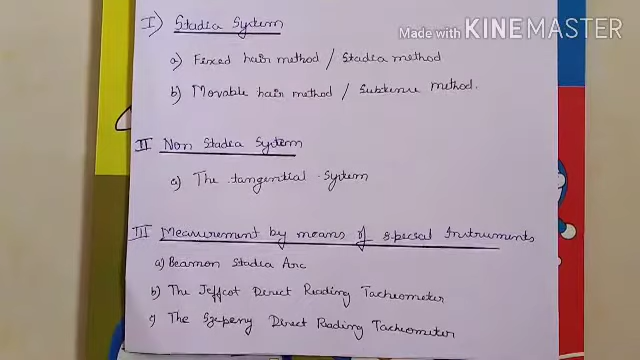 Made with KINEMASTER
I) Stadia System
a) Fixed hair method / Stadia method
b) Movable hair method / Subtense method.
II Non Stadia System
a) The tangential system
III Measurement by means of special Instruments
a) Beamon Stadia Arc
b) The Jeffcot Direct Reading Tacheometer
c) The Szepeny Direct Reading Tacheometer